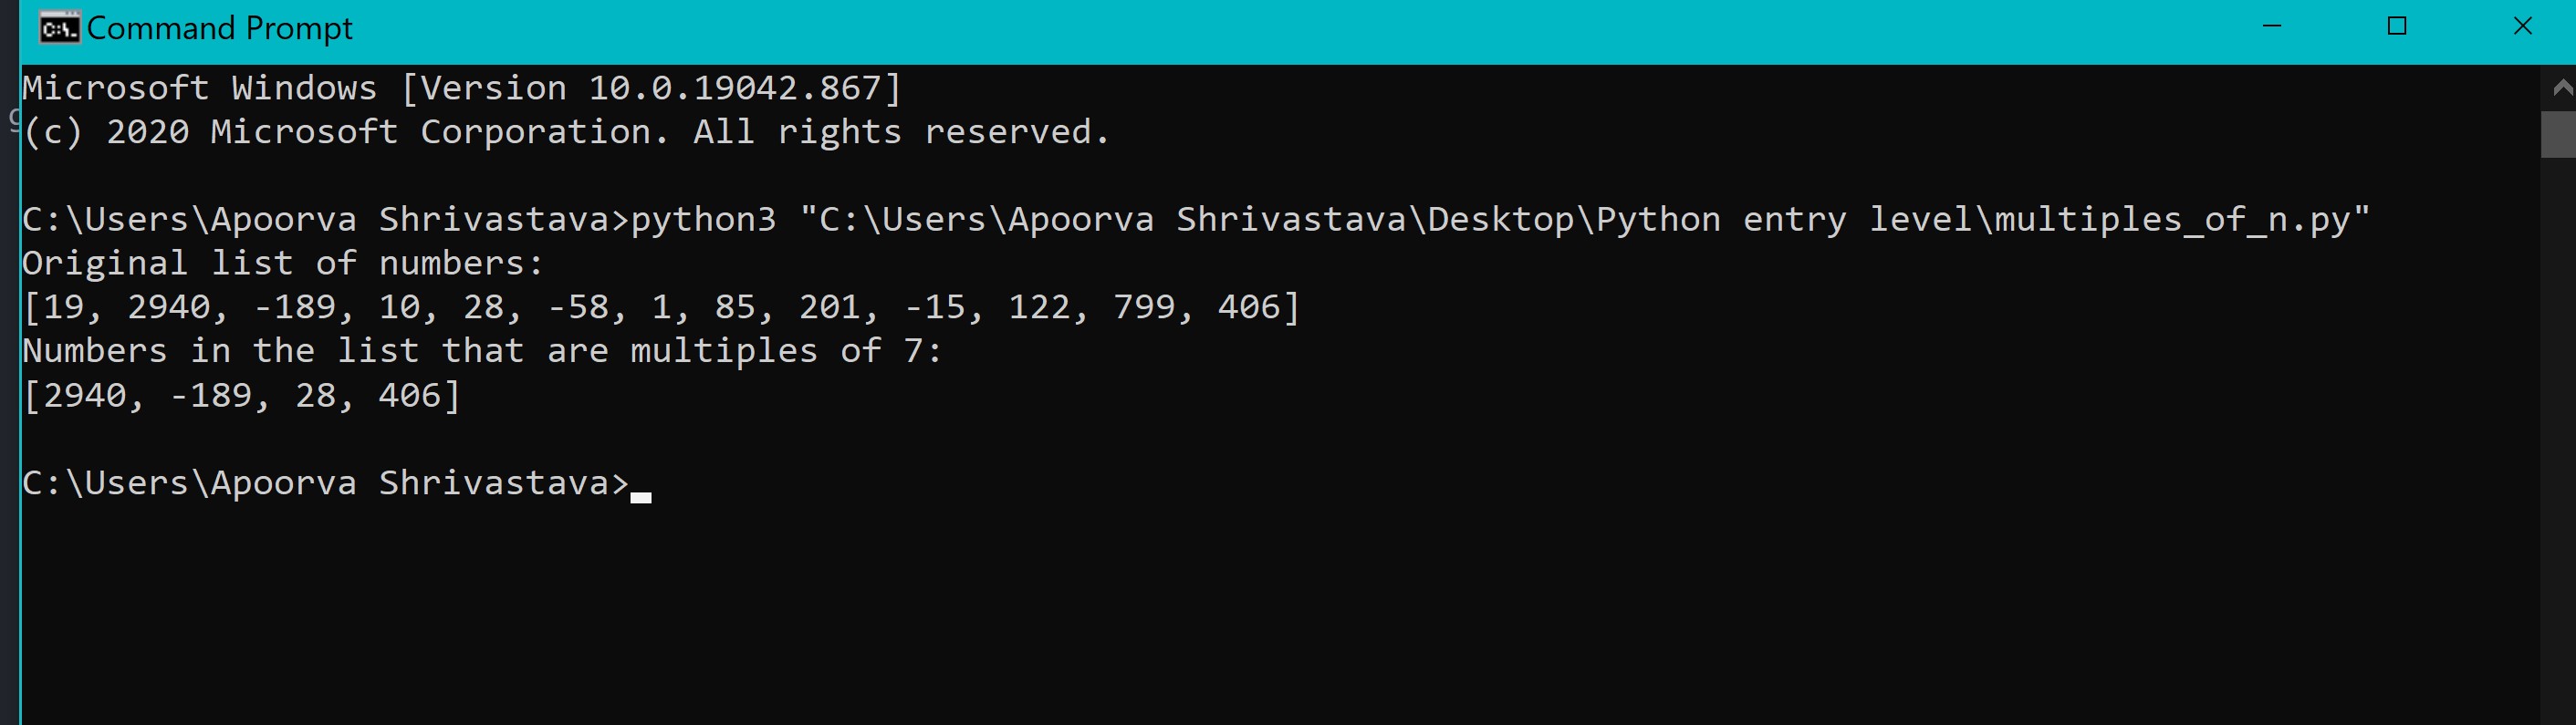 Command Prompt
Microsoft Windows [Version 10.0.19042.867]
(c) 2020 Microsoft Corporation. All rights reserved.
C:\Users\Apoorva Shrivastava>python3 "C:\Users\Apoorva Shrivastava\Desktop\Python entry level\multiples_of_n.py"
Original list of numbers:
[19, 2940, -189, 10, 28, -58, 1, 85, 201, -15, 122, 799, 406]
Numbers in the list that are multiples of 7:
[2940, -189, 28, 406]
C:\Users\Apoorva Shrivastava>